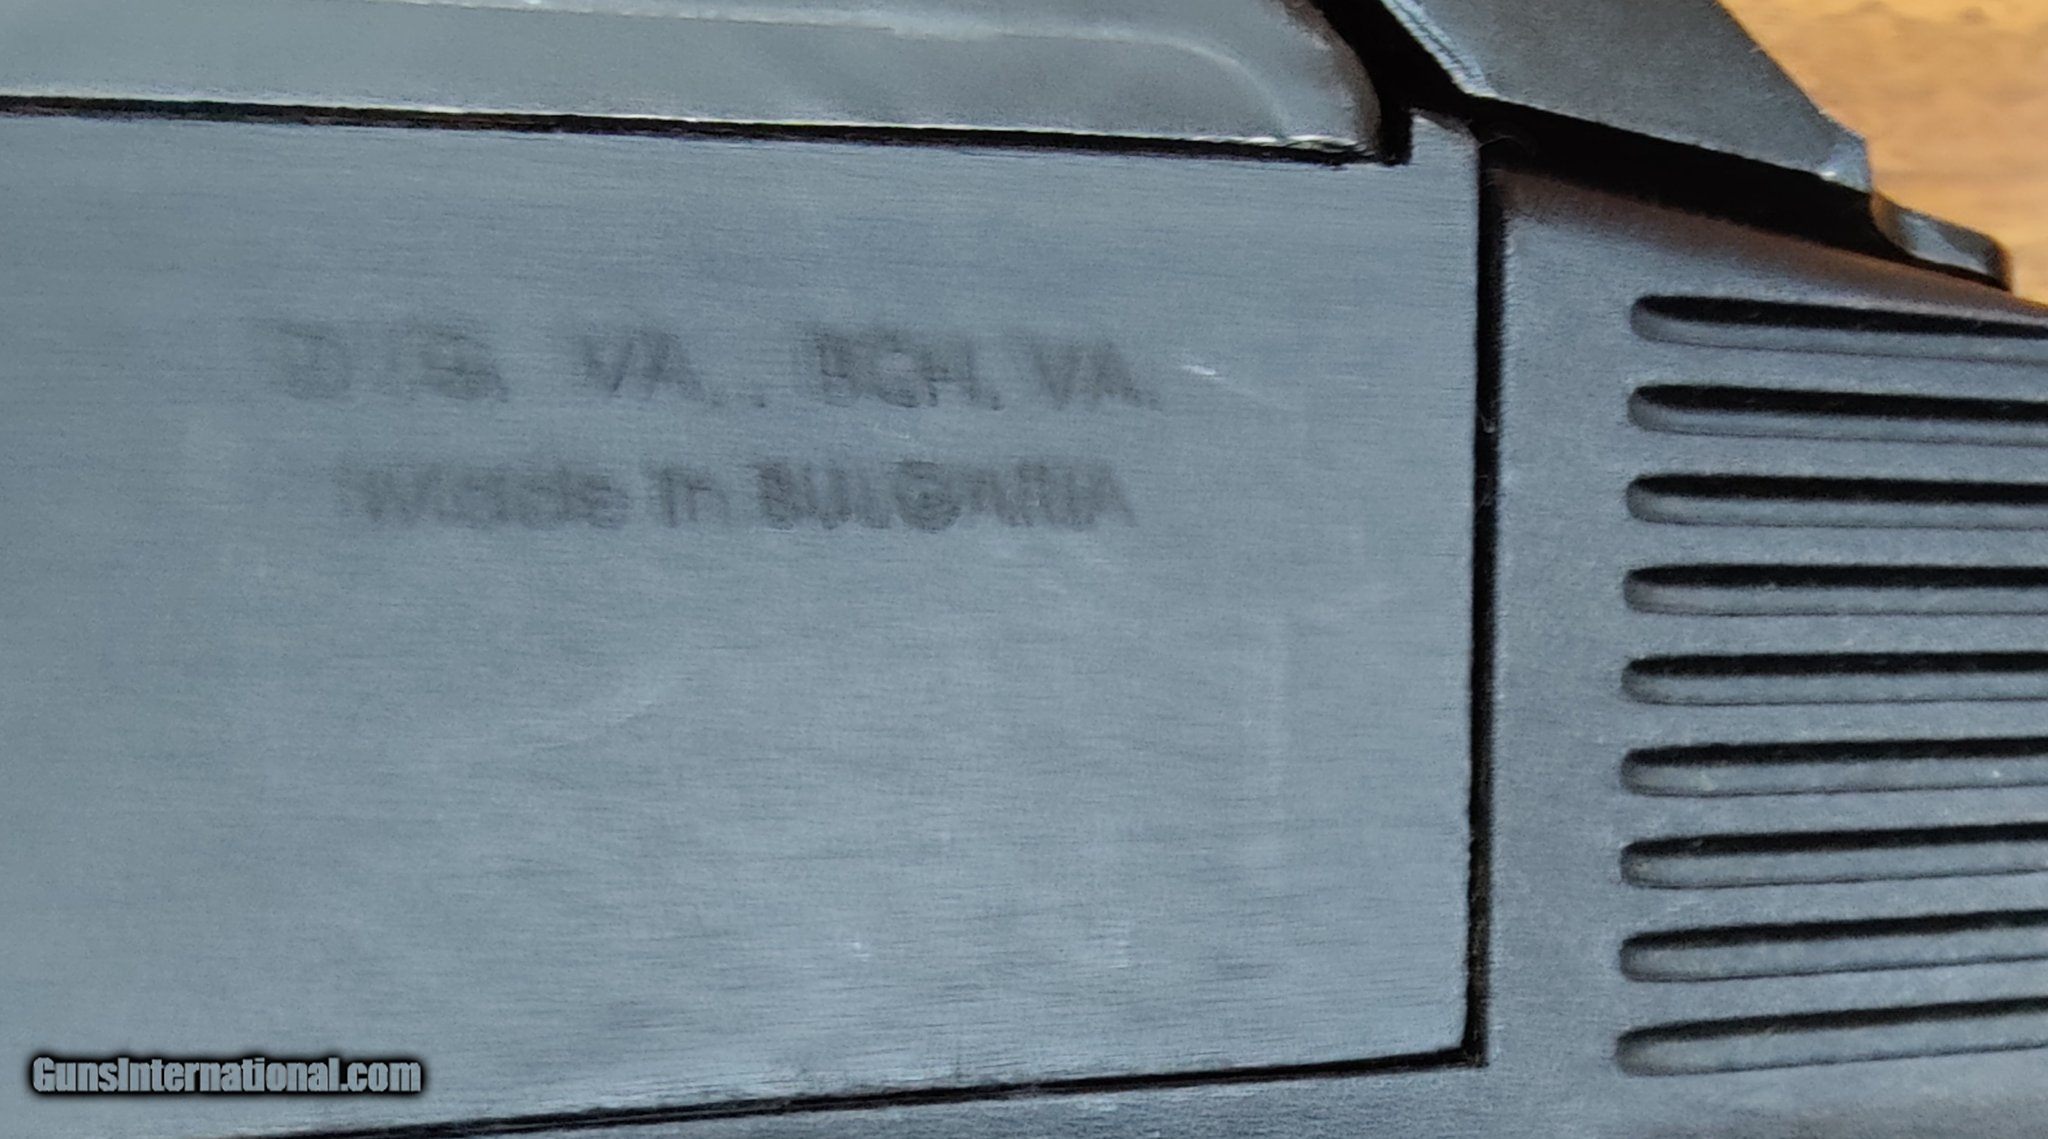 VA., BCH, VA.
Made in BULGARIA
GunsInternational.com